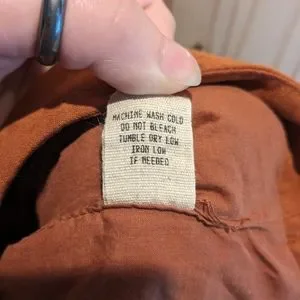 MACHINE WASH COLD
DO NOT BLEACH
TUMBLE DRY LOW
IRON LOW
IF NEEDED